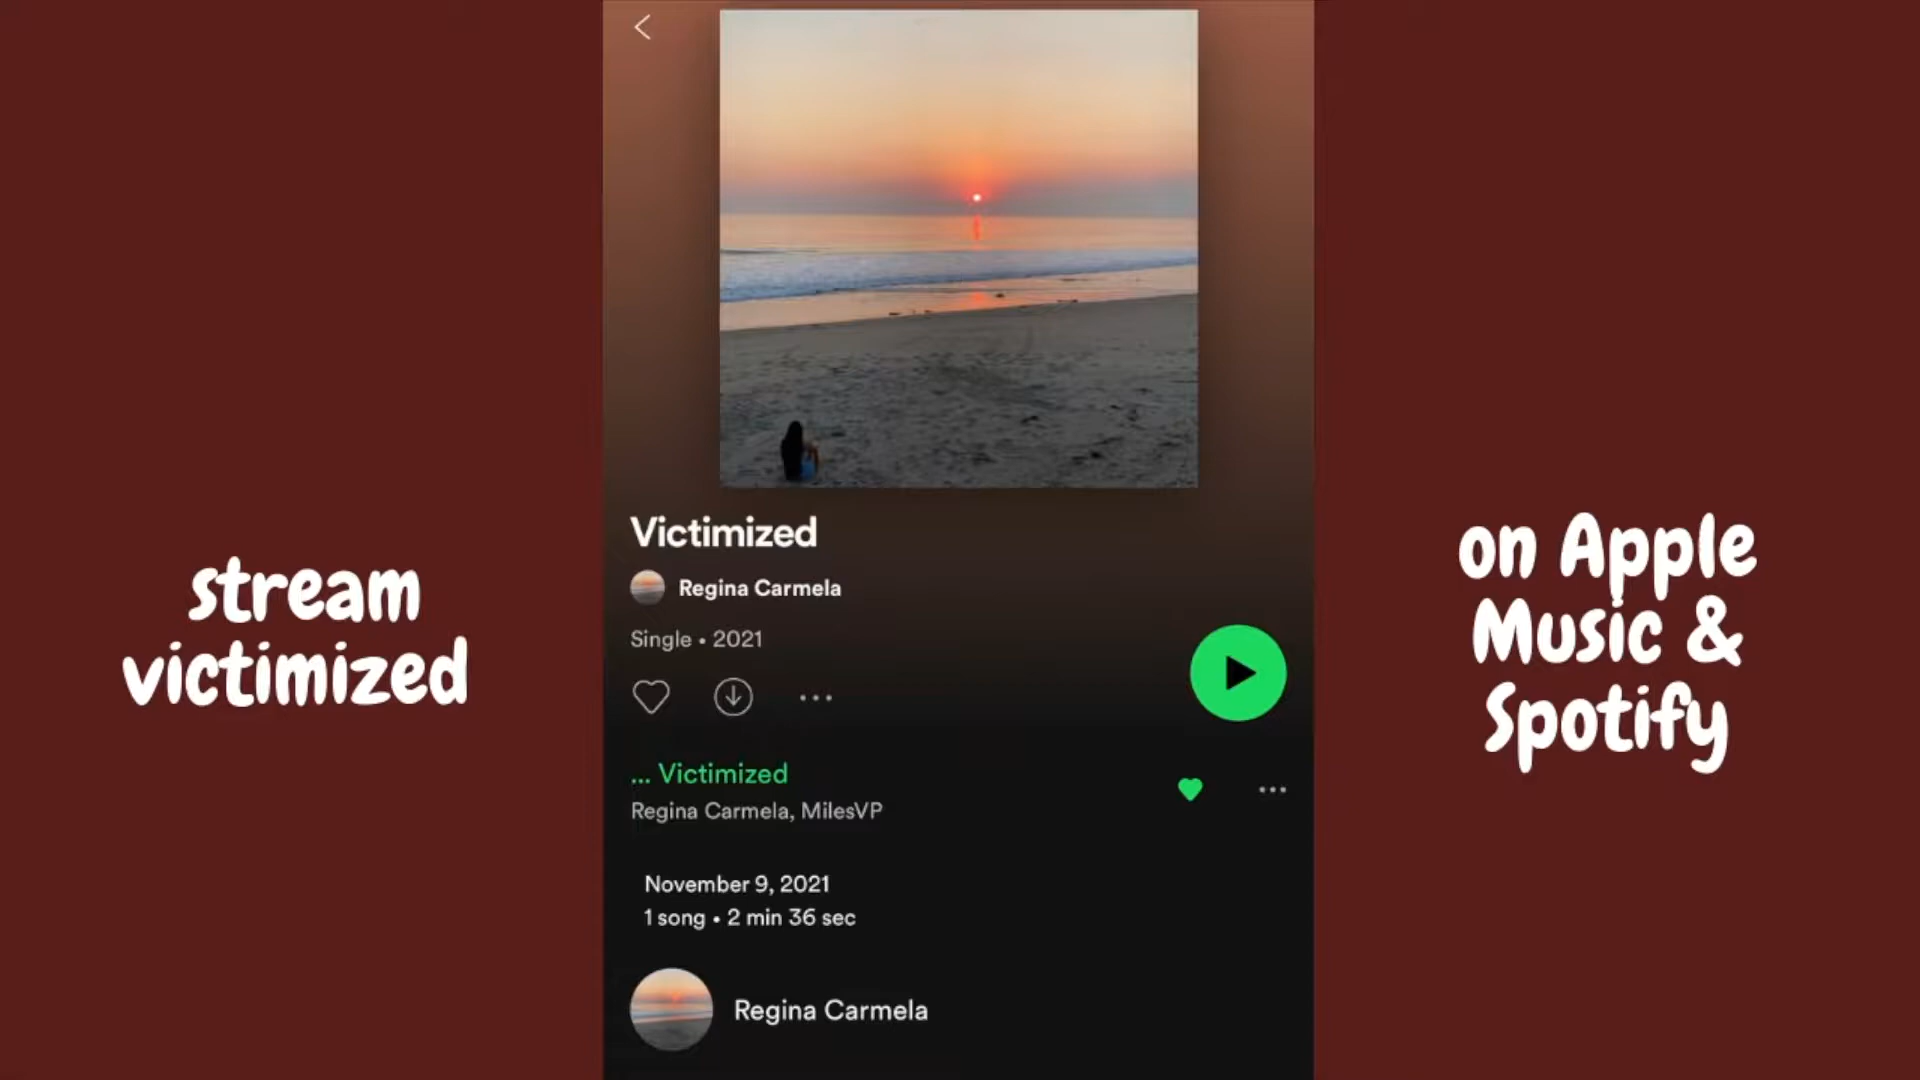 stream
victimized
Victimized
Regina Carmela
Single • 2021
... Victimized
Regina Carmela, MilesVP
November 9, 2021
1 song • 2 min 36 sec
Regina Carmela
on Apple
Music &
Spotify